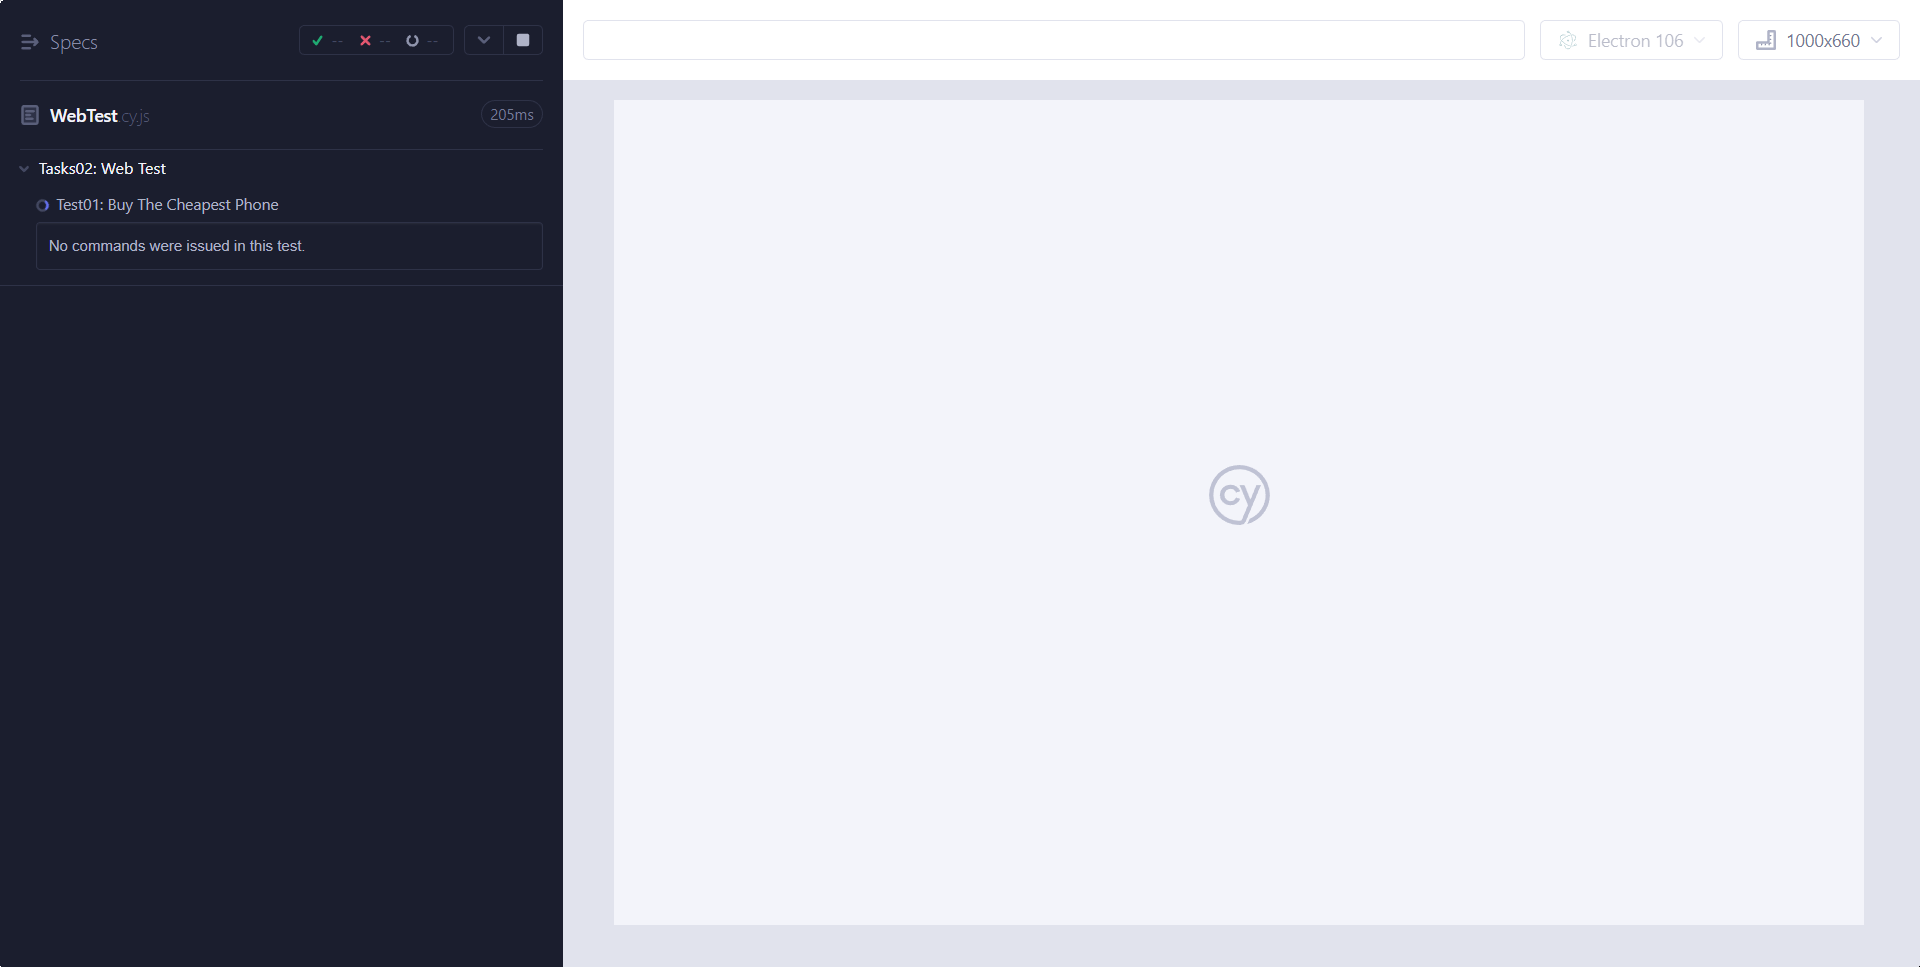 Specs
--
--
--
Electron 106
1000x660
WebTest.cy.js
205ms
Tasks02: Web Test
Test01: Buy The Cheapest Phone
No commands were issued in this test.
cy